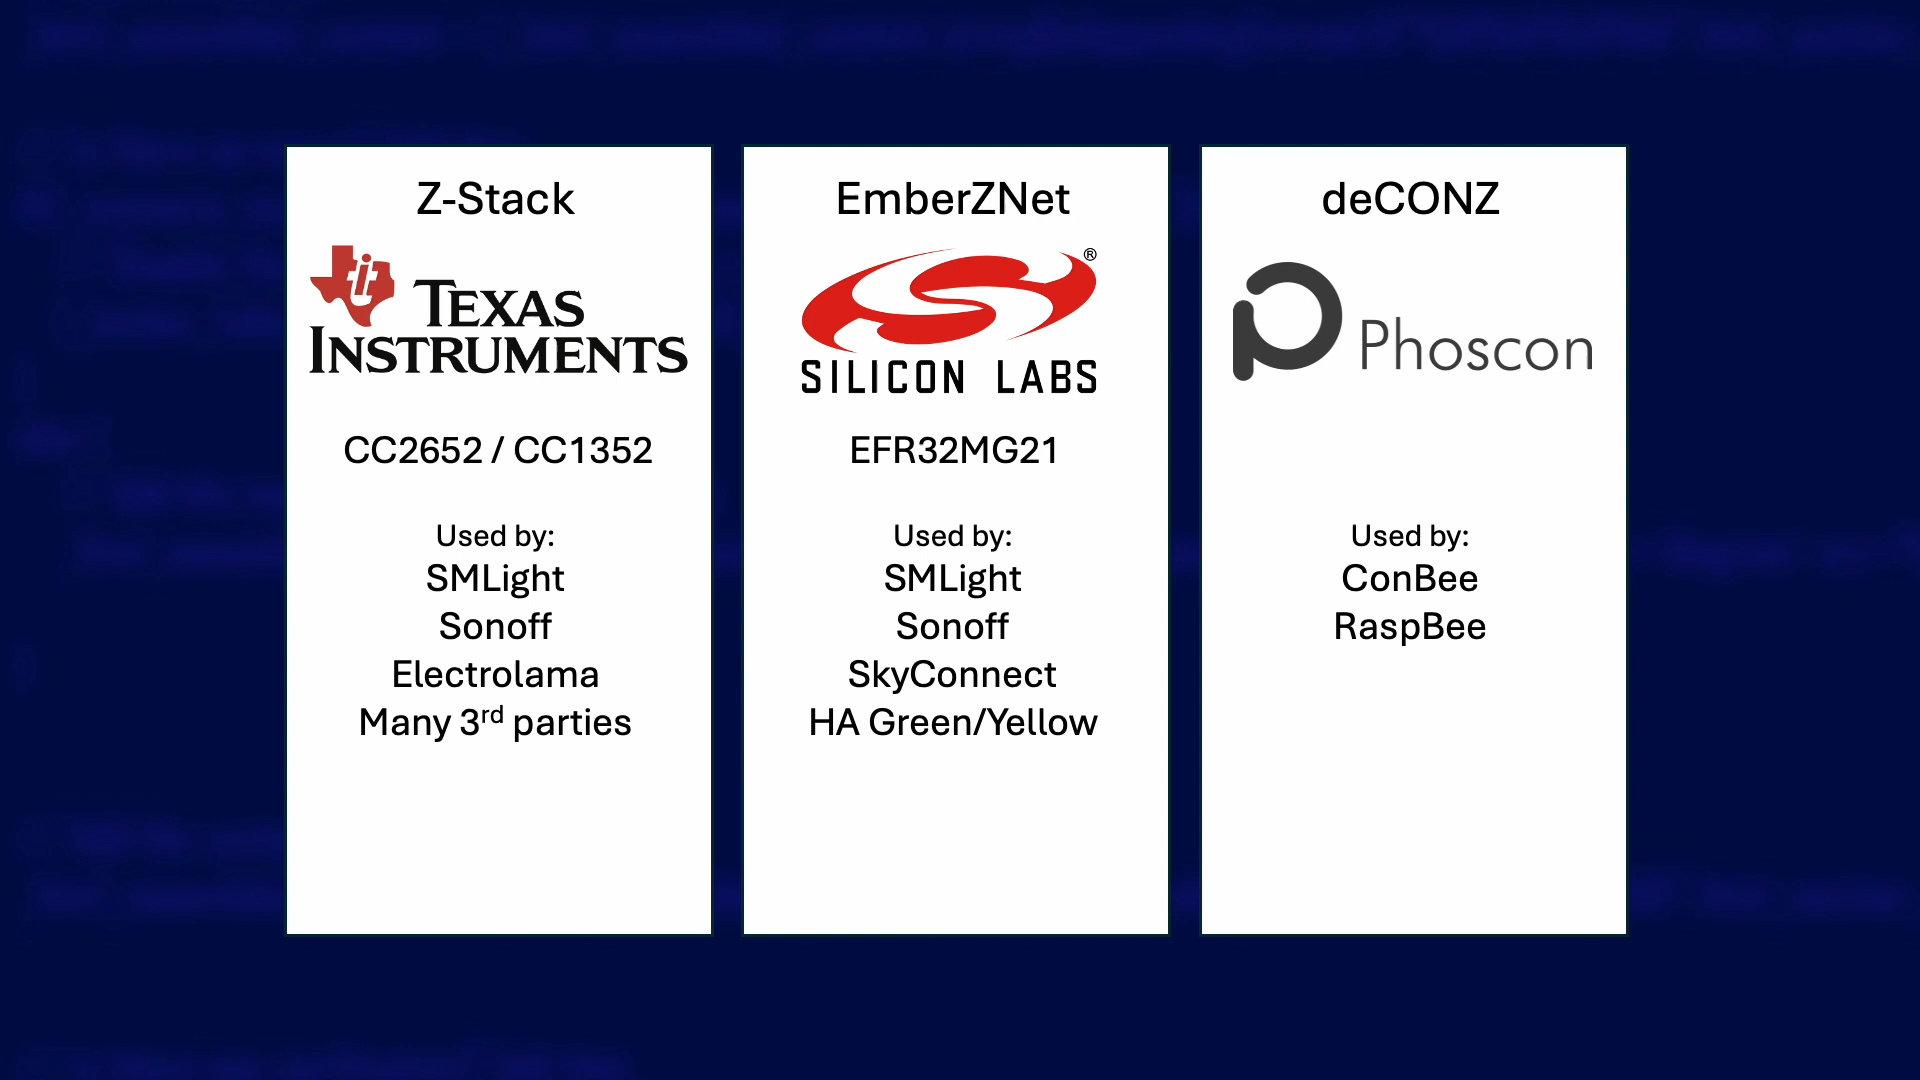 Z-Stack
TEXAS
INSTRUMENTS
CC2652 / CC1352
Used by:
SMLight
Sonoff
Electrolama
Many 3rd parties
EmberZNet
®
SILICON LABS
EFR32MG21
Used by:
SMLight
Sonoff
SkyConnect
HA Green/Yellow
deCONZ
Phoscon
Used by:
ConBee
RaspBee